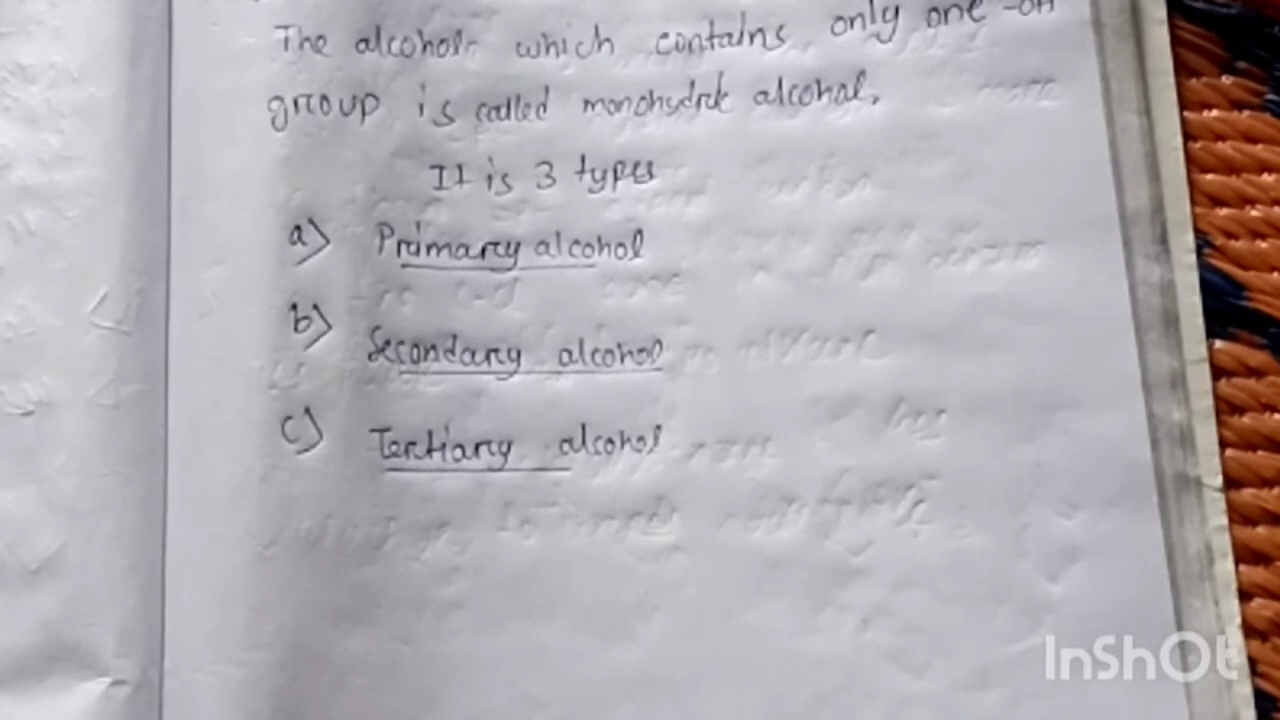 The alcohol which contains only one -OH
group is called monohydric alcohal.
It is 3 types
a) Primary alcohol
b) Secondary alcohol
c) Tertiary alcohol
InShOt